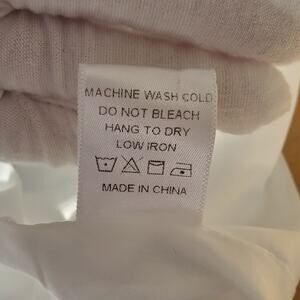 MACHINE WASH COLD
DO NOT BLEACH
HANG TO DRY
LOW IRON
MADE IN CHINA